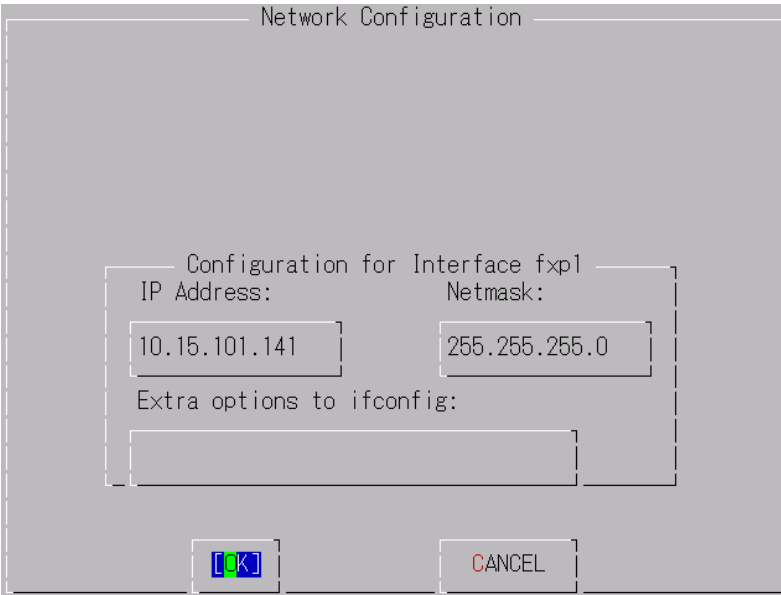 Network Configuration
Configuration for Interface fxp1
IP Address: Netmask:
10.15.101.141 255.255.255.0
Extra options to ifconfig:
[OK] CANCEL